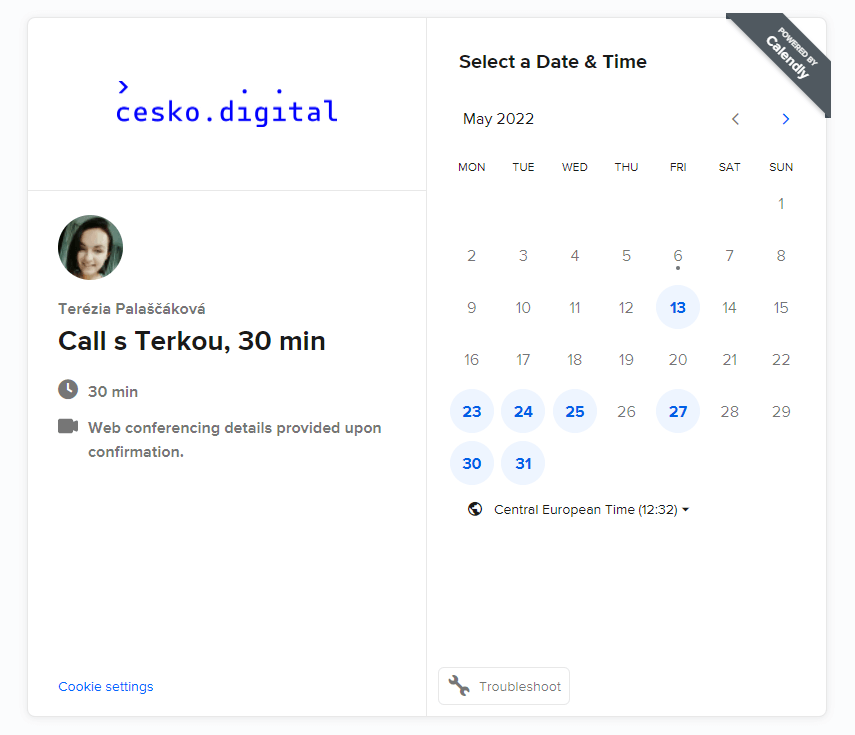 cesko.digital
Terézia Palaščáková
Call s Terkou, 30 min
30 min
Web conferencing details provided upon
confirmation.
Cookie settings
POWERED BY
Calendly
Select a Date & Time
May 2022
MON TUE WED THU FRI SAT SUN
1
2 3 4 5 6 7 8
9 10 11 12 13 14 15
16 17 18 19 20 21 22
23 24 25 26 27 28 29
30 31
Central European Time (12:32)
Troubleshoot